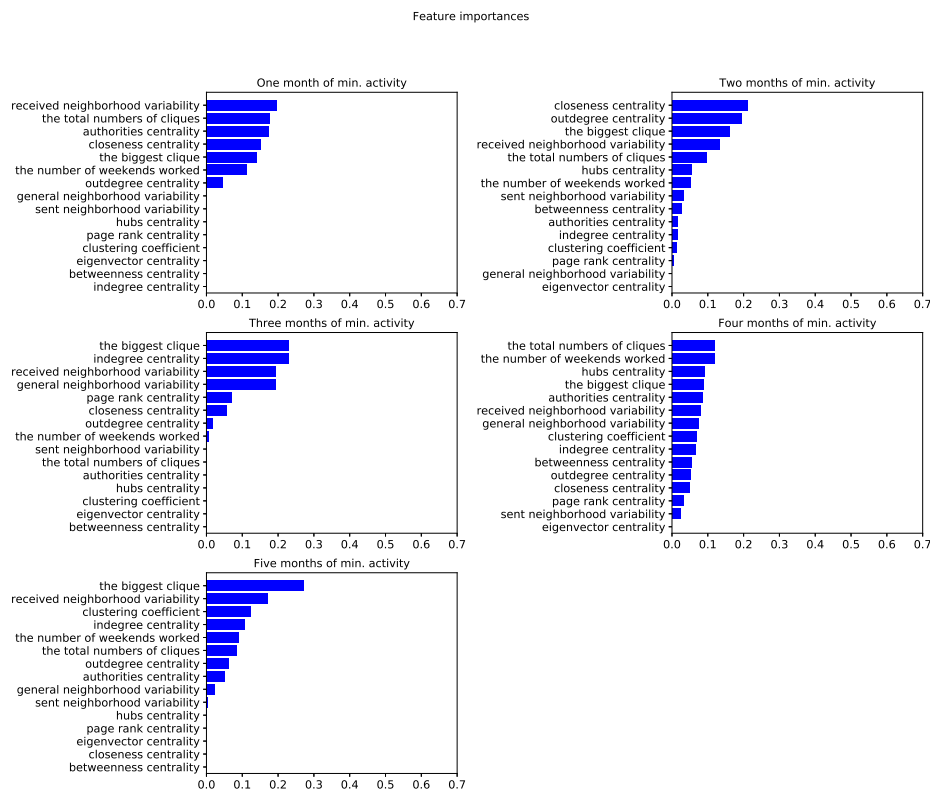 Feature importances
One month of min. activity
received neighborhood variability
the total numbers of cliques
authorities centrality
closeness centrality
the biggest clique
the number of weekends worked
outdegree centrality
general neighborhood variability
sent neighborhood variability
hubs centrality
page rank centrality
clustering coefficient
eigenvector centrality
betweenness centrality
indegree centrality
0.0 0.1 0.2 0.3 0.4 0.5 0.6 0.7
Two months of min. activity
closeness centrality
outdegree centrality
the biggest clique
received neighborhood variability
the total numbers of cliques
hubs centrality
the number of weekends worked
sent neighborhood variability
betweenness centrality
authorities centrality
indegree centrality
clustering coefficient
page rank centrality
general neighborhood variability
eigenvector centrality
0.0 0.1 0.2 0.3 0.4 0.5 0.6 0.7
Three months of min. activity
the biggest clique
indegree centrality
received neighborhood variability
general neighborhood variability
page rank centrality
closeness centrality
outdegree centrality
the number of weekends worked
sent neighborhood variability
the total numbers of cliques
authorities centrality
hubs centrality
clustering coefficient
eigenvector centrality
betweenness centrality
0.0 0.1 0.2 0.3 0.4 0.5 0.6 0.7
Four months of min. activity
the total numbers of cliques
the number of weekends worked
hubs centrality
the biggest clique
authorities centrality
received neighborhood variability
general neighborhood variability
clustering coefficient
indegree centrality
betweenness centrality
outdegree centrality
closeness centrality
page rank centrality
sent neighborhood variability
eigenvector centrality
0.0 0.1 0.2 0.3 0.4 0.5 0.6 0.7
Five months of min. activity
the biggest clique
received neighborhood variability
clustering coefficient
indegree centrality
the number of weekends worked
the total numbers of cliques
outdegree centrality
authorities centrality
general neighborhood variability
sent neighborhood variability
hubs centrality
page rank centrality
eigenvector centrality
closeness centrality
betweenness centrality
0.0 0.1 0.2 0.3 0.4 0.5 0.6 0.7